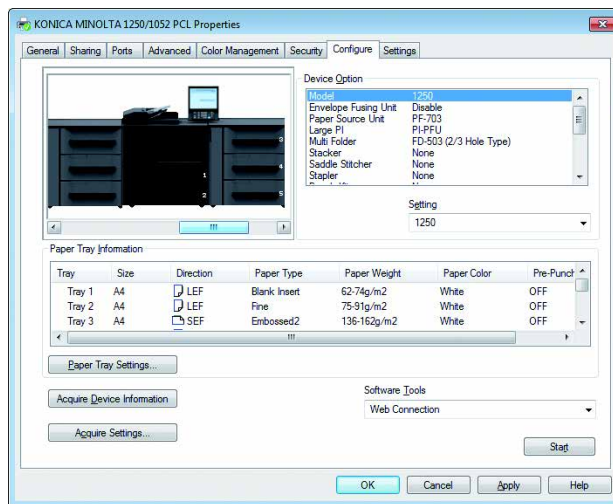 KONICA MINOLTA 1250/1052 PCL Properties
General Sharing Ports Advanced Color Management Security Configure Settings
Device Option
Model 1250
Envelope Fusing Unit Disable
Paper Source Unit PF-703
Large PI PI-PFU
Multi Folder FD-503 (2/3 Hole Type)
Stacker None
Saddle Stitcher None
Stapler None
3
4
5
1
2
Setting
1250
Paper Tray Information
Tray Size Direction Paper Type Paper Weight Paper Color Pre-Punch
Tray 1 A4 LEF Blank Insert 62-74g/m2 White OFF
Tray 2 A4 LEF Fine 75-91g/m2 White OFF
Tray 3 A4 SEF Embossed2 136-162g/m2 White OFF
Paper Tray Settings...
Acquire Device Information
Acquire Settings...
Software Tools
Web Connection
Start
OK Cancel Apply Help